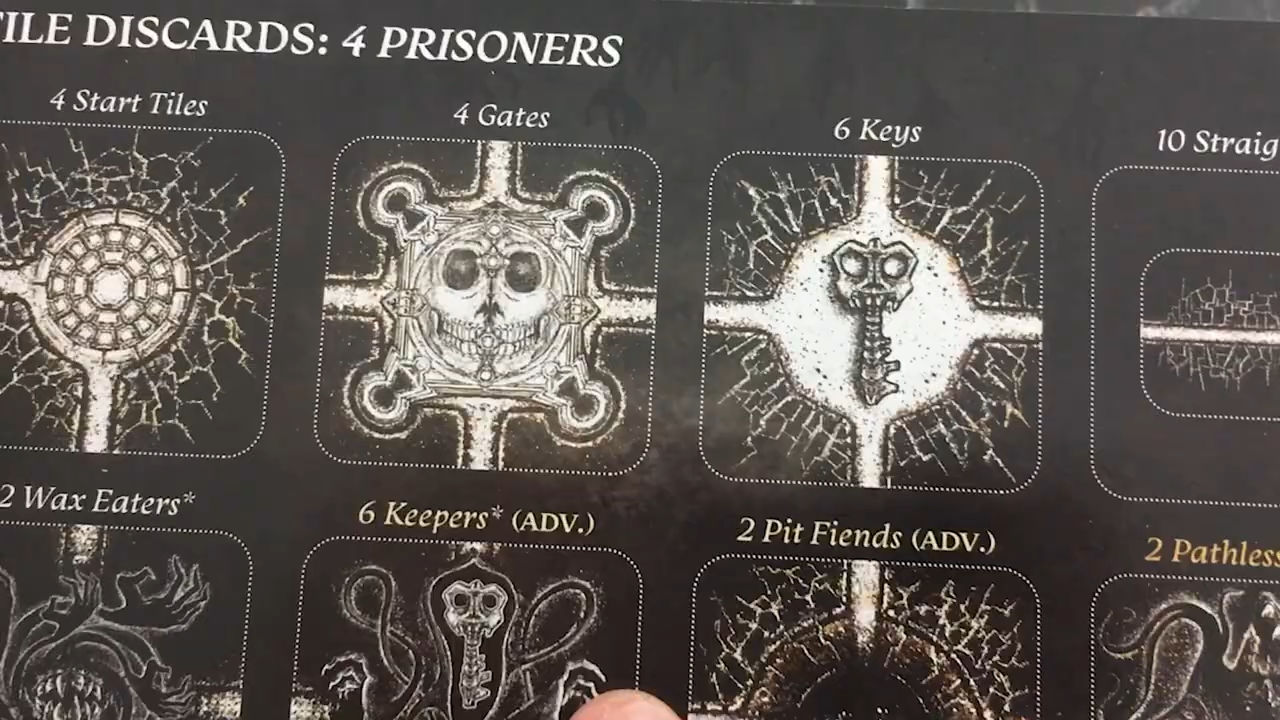 TILE DISCARDS: 4 PRISONERS
4 Start Tiles
4 Gates
6 Keys
10
2 Wax Eaters*
6 Keepers* (ADV.)
2 Pit Fiends (ADV.)
2 Pathless